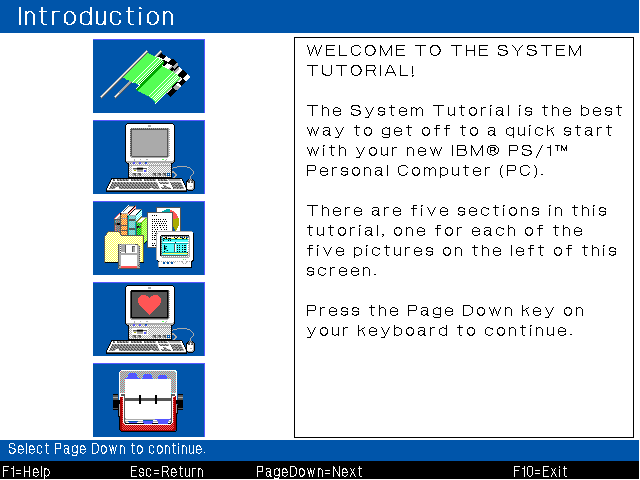 Introduction
WELCOME TO THE SYSTEM
TUTORIAL!
The System Tutorial is the best
way to get off to a quick start
with your new IBM® PS/1™
Personal Computer (PC).
There are five sections in this
tutorial, one for each of the
five pictures on the left of this
screen.
Press the Page Down key on
your keyboard to continue.
Select Page Down to continue.
F1=Help Esc=Return PageDown=Next F10=Exit